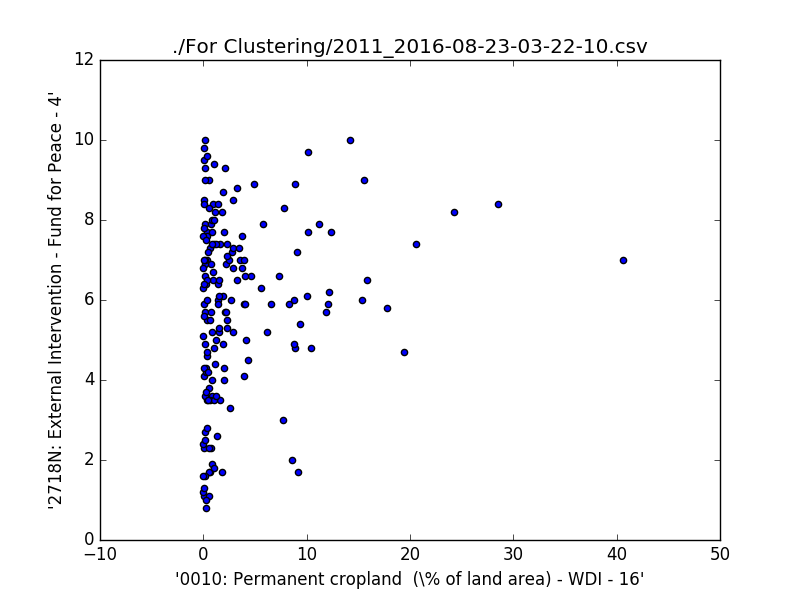 ./For Clustering/2011_2016-08-23-03-22-10.csv
12
10
8
6
4
2
0
'2718N: External Intervention - Fund for Peace - 4'
−10 0 10 20 30 40 50
'0010: Permanent cropland  (\% of land area) - WDI - 16'